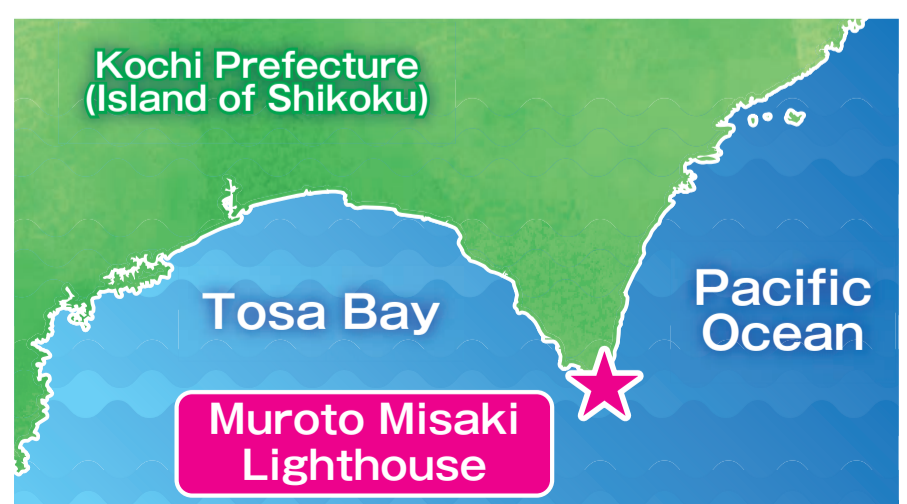 Kochi Prefecture
(Island of Shikoku)
Tosa Bay
Pacific
Ocean
Muroto Misaki
Lighthouse